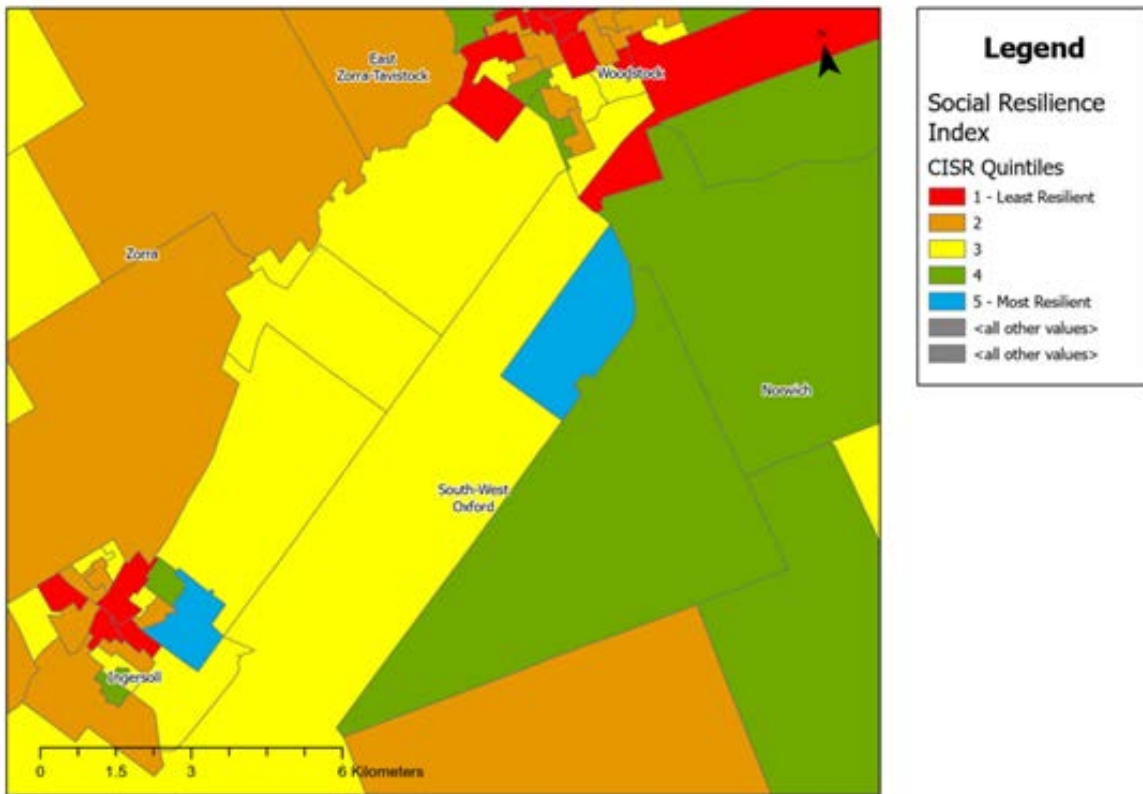 East
Zorra-Tavistock
Woodstock
N
Zorra
Norwich
South-West
Oxford
Ingersoll
0 1.5 3 6 Kilometers
Legend
Social Resilience
Index
CISR Quintiles
1 - Least Resilient
2
3
4
5 - Most Resilient
<all other values>
<all other values>